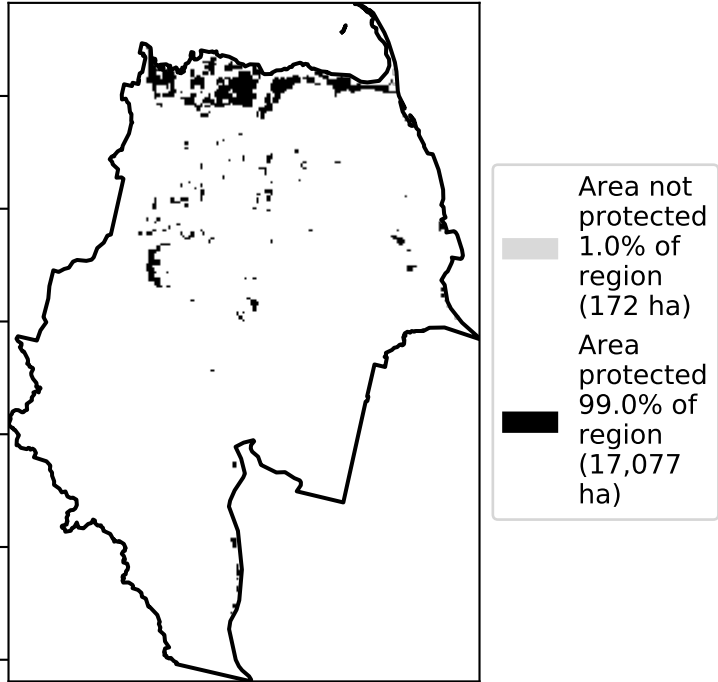 Area not
protected
1.0% of
region
(172 ha)
Area
protected
99.0% of
region
(17,077
ha)